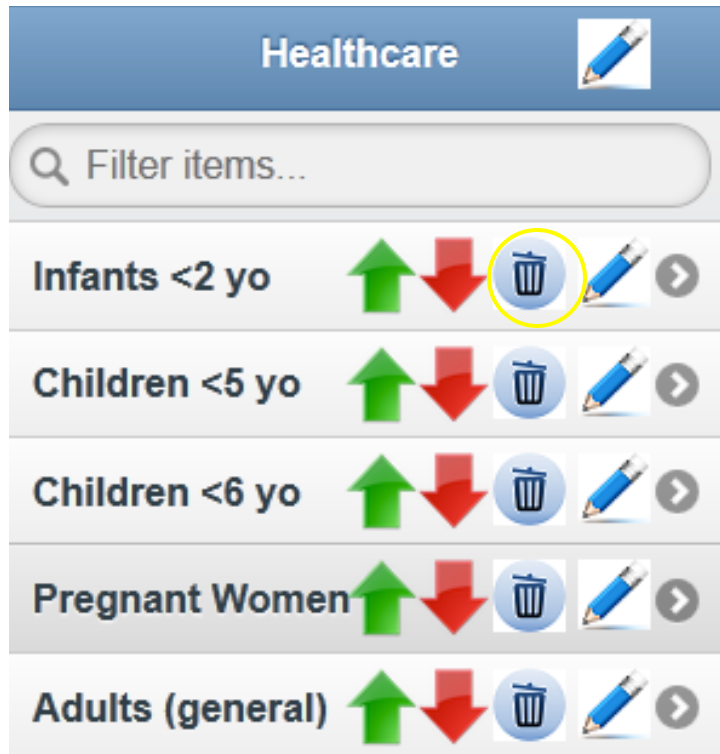 Healthcare
Filter items...
Infants <2 yo
Children <5 yo
Children <6 yo
Pregnant Women
Adults (general)